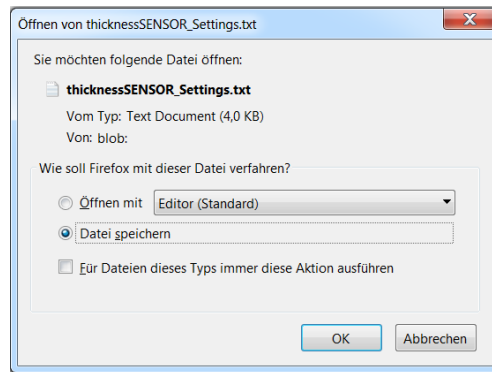 Öffnen von thicknessSENSOR_Settings.txt
Sie möchten folgende Datei öffnen:
thicknessSENSOR_Settings.txt
Vom Typ: Text Document (4,0 KB)
Von: blob:
Wie soll Firefox mit dieser Datei verfahren?
Öffnen mit Editor (Standard)
Datei speichern
Für Dateien dieses Typs immer diese Aktion ausführen
OK Abbrechen